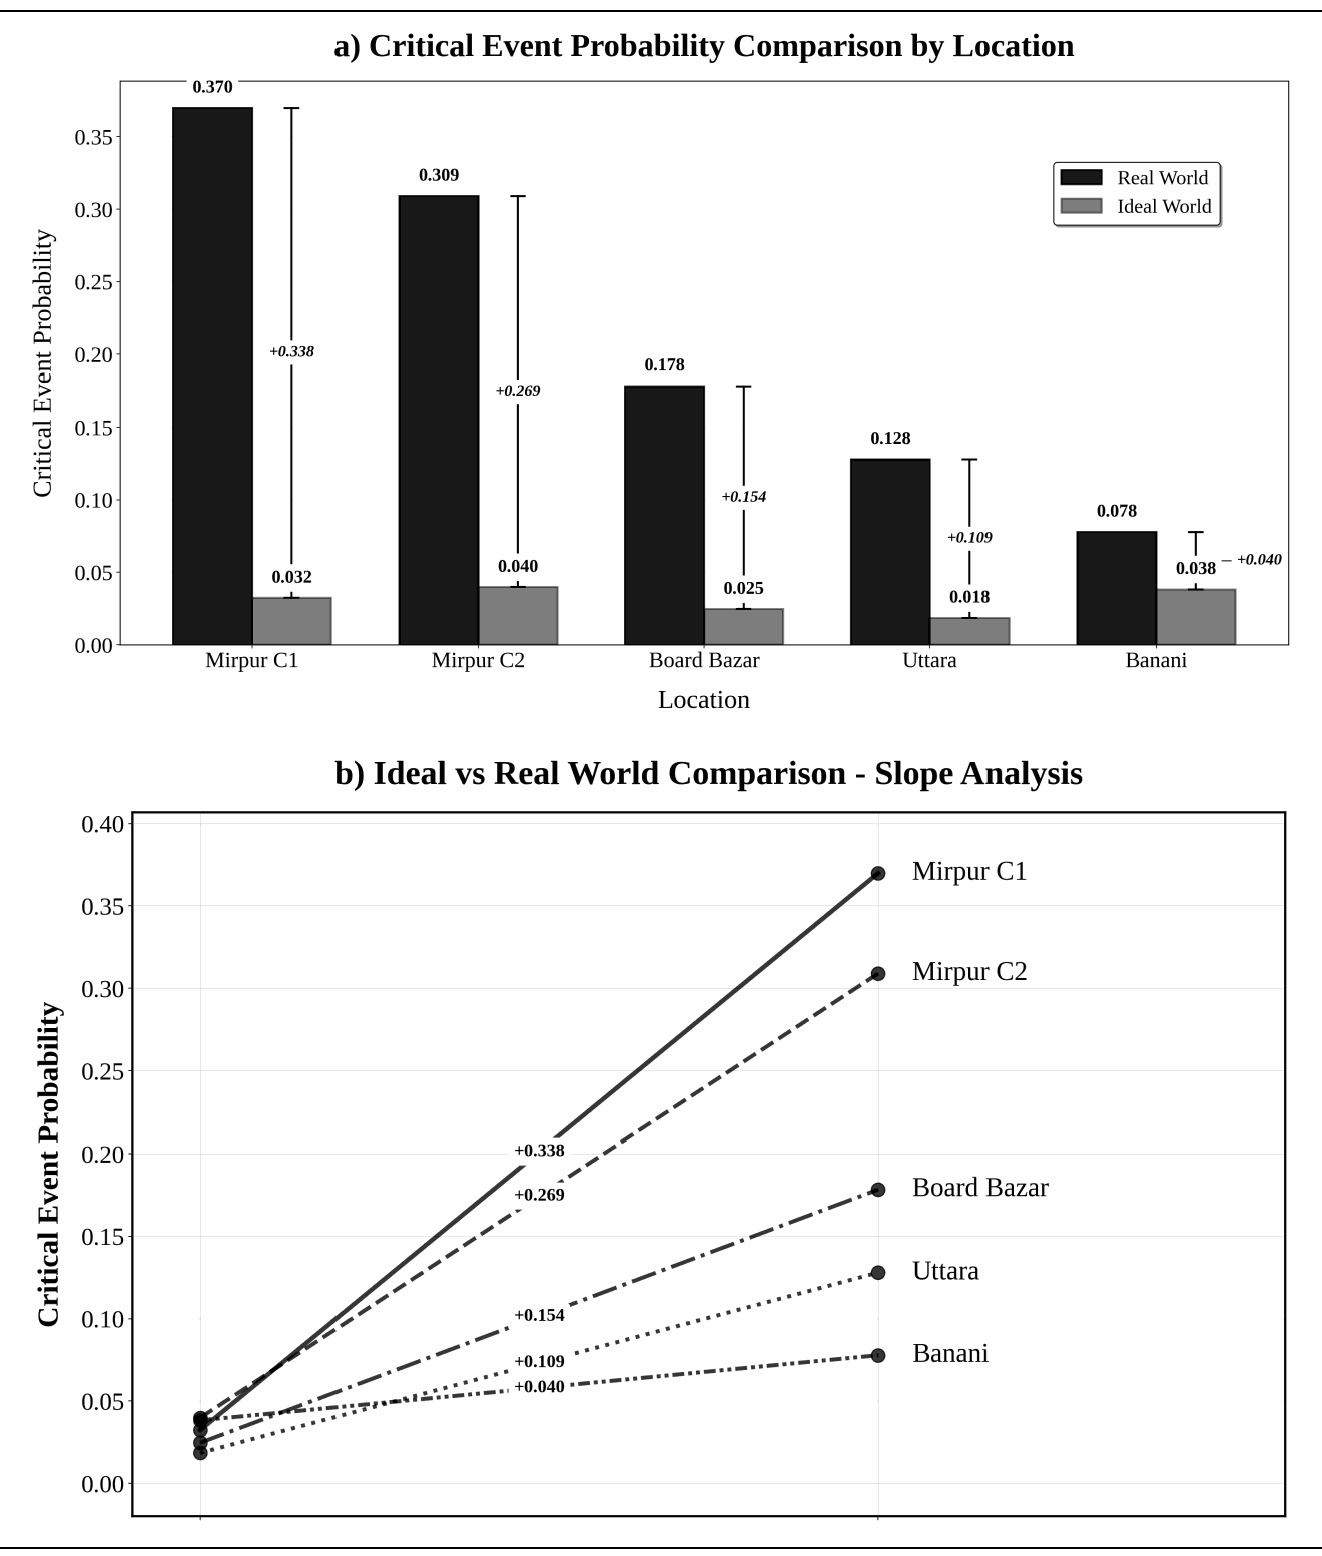 a) Critical Event Probability Comparison by Location
Critical Event Probability
0.35
0.30
0.25
0.20
0.15
0.10
0.05
0.00
0.370
+0.338
0.032
0.309
+0.269
0.040
0.178
+0.154
0.025
0.128
+0.109
0.018
0.078
0.038
+0.040
Real World
Ideal World
Mirpur C1
Mirpur C2
Board Bazar
Uttara
Banani
Location
b) Ideal vs Real World Comparison - Slope Analysis
Critical Event Probability
0.40
0.35
0.30
0.25
0.20
0.15
0.10
0.05
0.00
+0.338
+0.269
+0.154
+0.109
+0.040
Mirpur C1
Mirpur C2
Board Bazar
Uttara
Banani